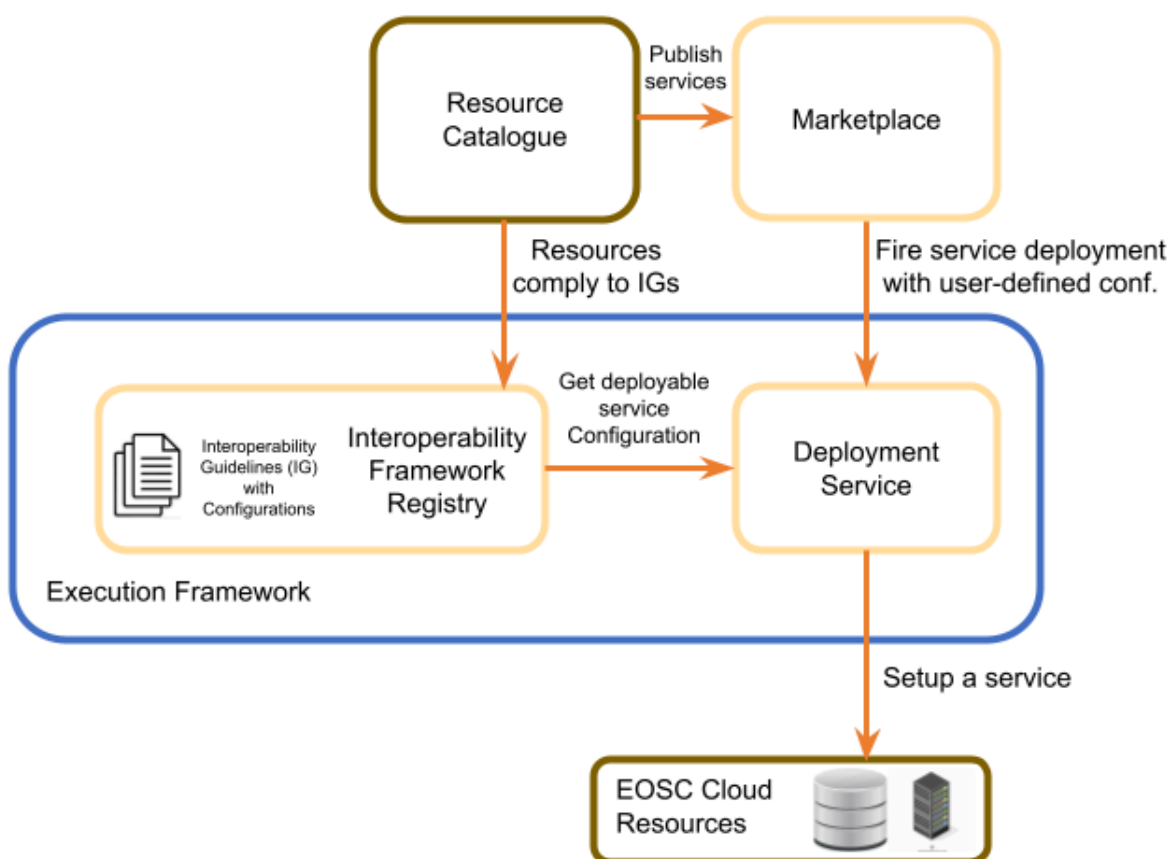 Resource
Catalogue
Publish
services
Marketplace
Resources
comply to IGs
Fire service deployment
with user-defined conf.
Interoperability
Guidelines (IG)
with
Configurations
Interoperability
Framework
Registry
Get deployable
service
Configuration
Deployment
Service
Execution Framework
Setup a service
EOSC Cloud
Resources